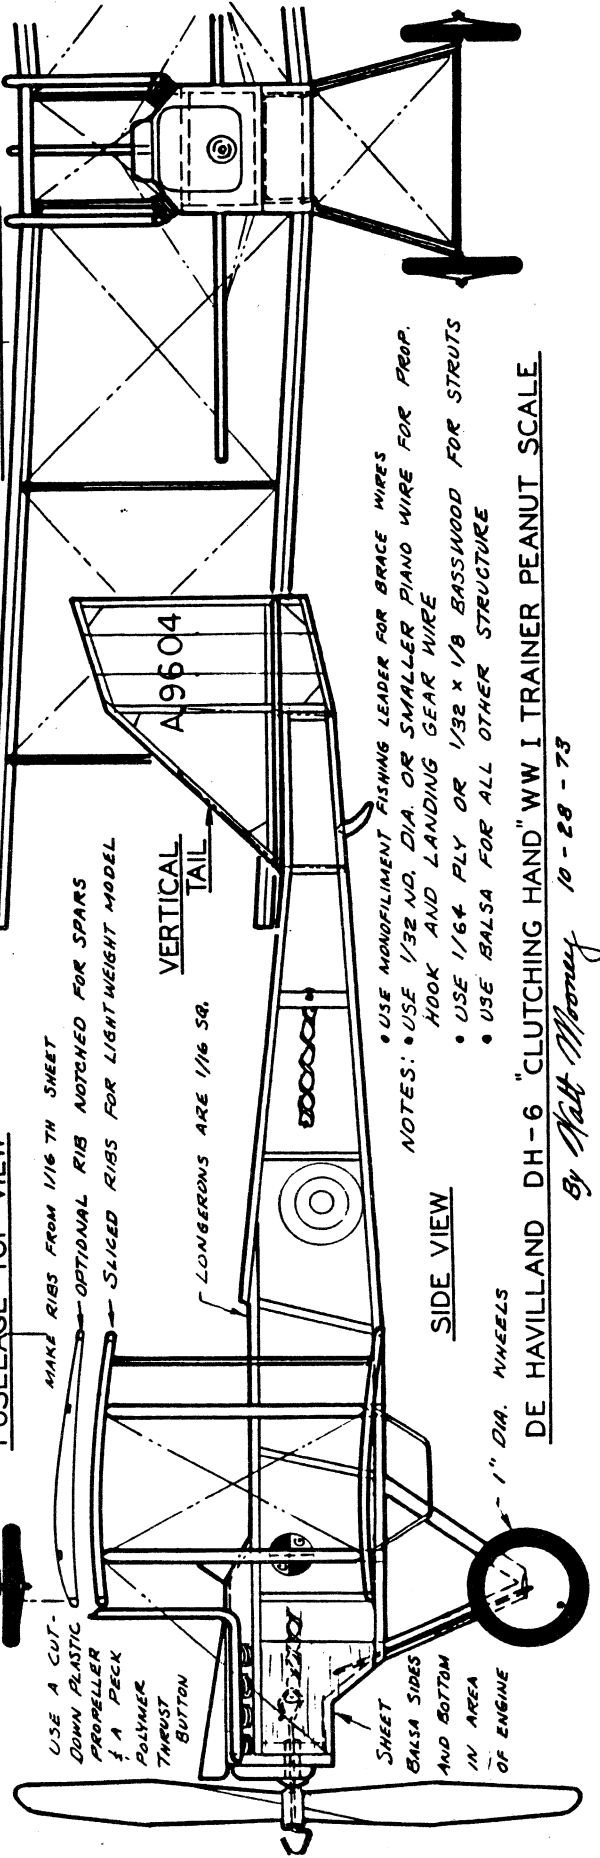 FUSELAGE TOP VIEW
MAKE RIBS FROM 1/16 TH SHEET
OPTIONAL RIB NOTCHED FOR SPARS
SLICED RIBS FOR LIGHTWEIGHT MODEL
USE A CUT-
DOWN PLASTIC
PROPELLER
& A PECK
POLYMER
THRUST
BUTTON
VERTICAL
TAIL
A9604
LONGERONS ARE 1/16 SQ.
C G
SHEET
BALSA SIDES
AND BOTTOM
IN AREA
OF ENGINE
1" DIA. WHEELS
SIDE VIEW
NOTES: • USE MONOFILIMENT FISHING LEADER FOR BRACE WIRES
• USE 1/32 ND. DIA. OR SMALLER PIANO WIRE FOR PROP.
HOOK AND LANDING GEAR WIRE
• USE 1/64 PLY OR 1/32 X 1/8 BASSWOOD FOR STRUTS
• USE BALSA FOR ALL OTHER STRUCTURE
DE HAVILLAND DH-6 "CLUTCHING HAND" WW I TRAINER PEANUT SCALE
By Walt Mooney 10-28-73